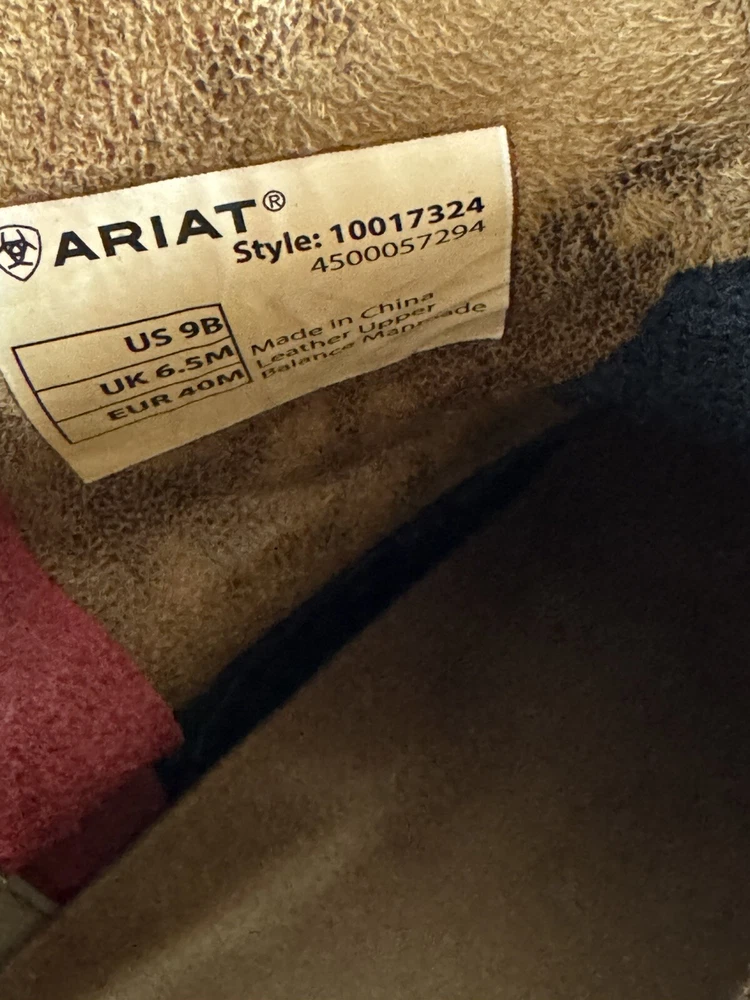 ARIAT®
Style: 10017324
4500057294
US 9B
UK 6.5M
EUR 40M
Made in China
Leather Upper
Balance Manmade